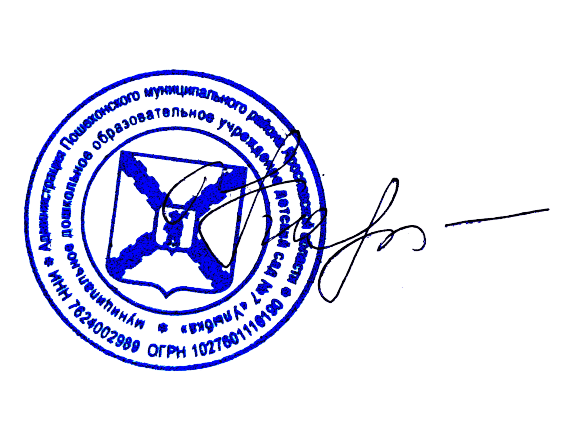 Администрация Пошехонского муниципального района Ярославской области * ИНН 7624002989 ОГРН 1027601116190 *
муниципальное дошкольное образовательное учреждение детский сад №7 «Улыбка» *